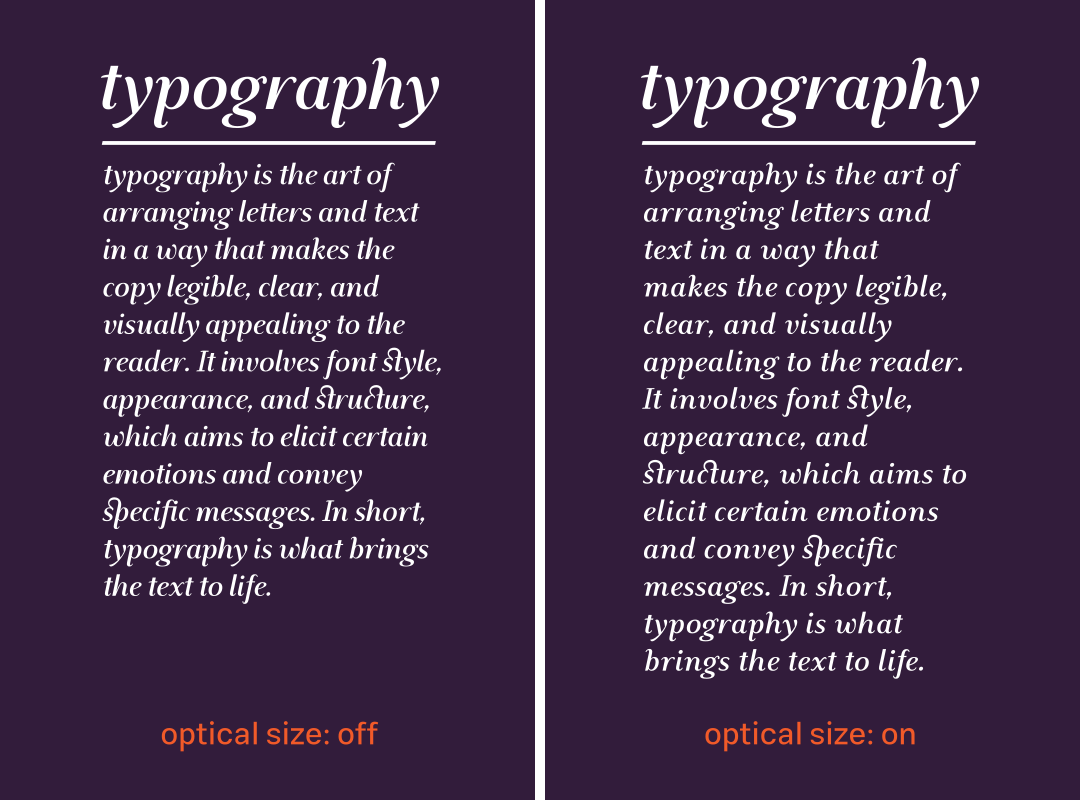 typography
typography is the art of
arranging letters and text
in a way that makes the
copy legible, clear, and
visually appealing to the
reader. It involves font style,
appearance, and structure,
which aims to elicit certain
emotions and convey
specific messages. In short,
typography is what brings
the text to life.
optical size: off
typography
typography is the art of
arranging letters and
text in a way that
makes the copy legible,
clear, and visually
appealing to the reader.
It involves font style,
appearance, and
structure, which aims to
elicit certain emotions
and convey specific
messages. In short,
typography is what
brings the text to life.
optical size: on